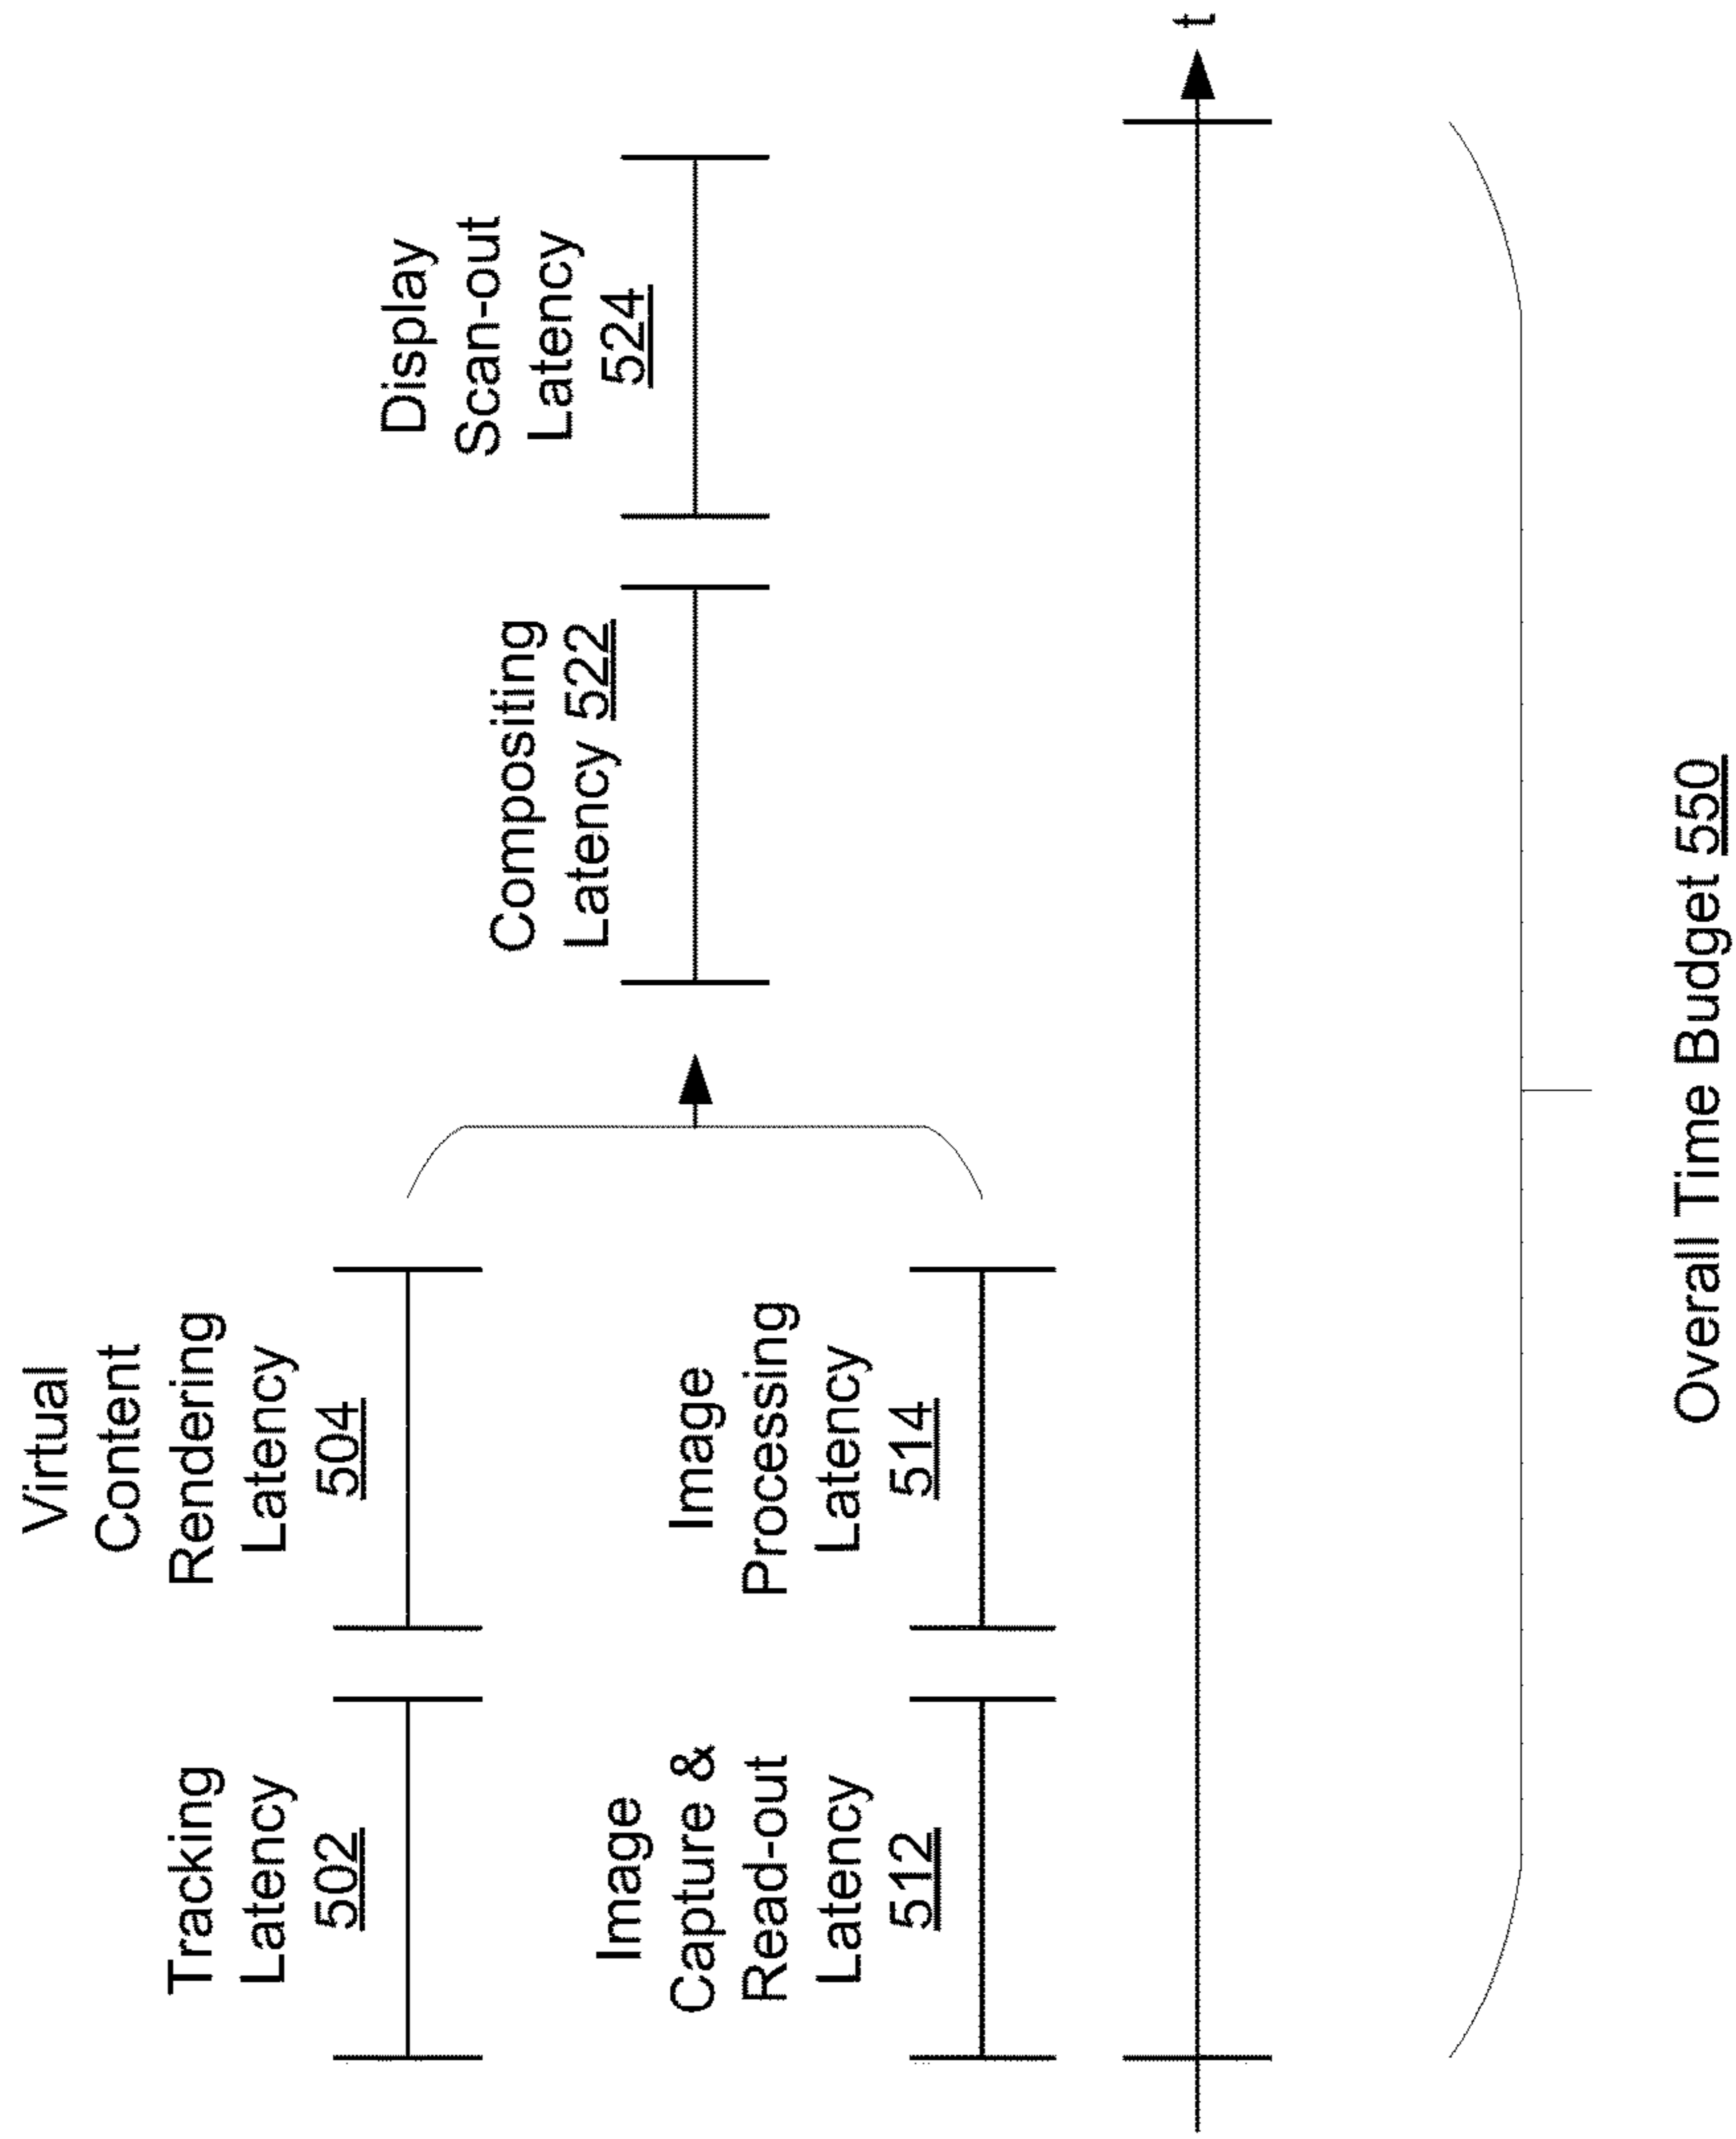 Virtual
Content
Rendering
Latency
504
Tracking
Latency
502
Display
Scan-out
Latency
524
Compositing
Latency 522
Image
Capture &
Read-out
Latency
512
Image
Processing
Latency
514
t
Overall Time Budget 550